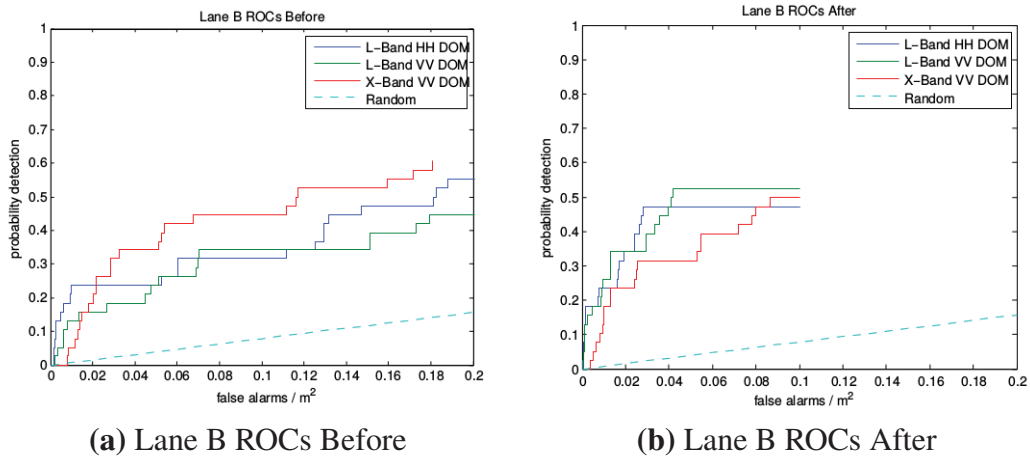 Lane B ROCs Before
L-Band HH DOM
L-Band VV DOM
X-Band VV DOM
Random
1
0.9
0.8
0.7
0.6
0.5
0.4
0.3
0.2
0.1
0
probability detection
0.02 0.04 0.06 0.08 0.1 0.12 0.14 0.16 0.18 0.2
false alarms / m²
(a) Lane B ROCs Before
Lane B ROCs After
L-Band HH DOM
L-Band VV DOM
X-Band VV DOM
Random
1
0.9
0.8
0.7
0.6
0.5
0.4
0.3
0.2
0.1
0
probability detection
0 0.02 0.04 0.06 0.08 0.1 0.12 0.14 0.16 0.18 0.2
false alarms / m²
(b) Lane B ROCs After